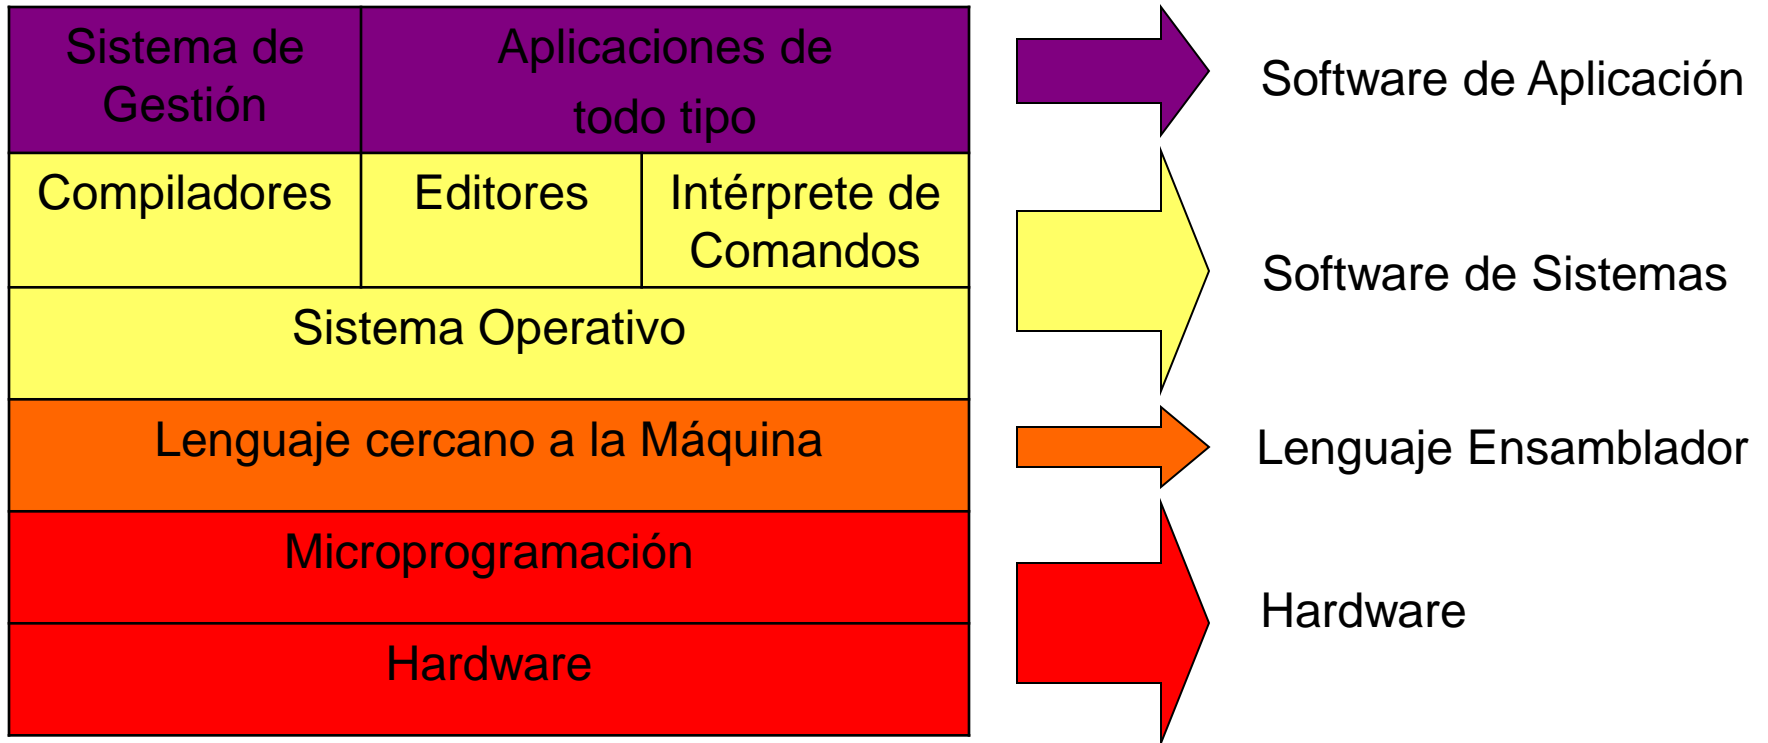 Sistema de
Gestión
Aplicaciones de
todo tipo
Software de Aplicación
Compiladores
Editores
Intérprete de
Comandos
Software de Sistemas
Sistema Operativo
Lenguaje cercano a la Máquina
Lenguaje Ensamblador
Microprogramación
Hardware
Hardware